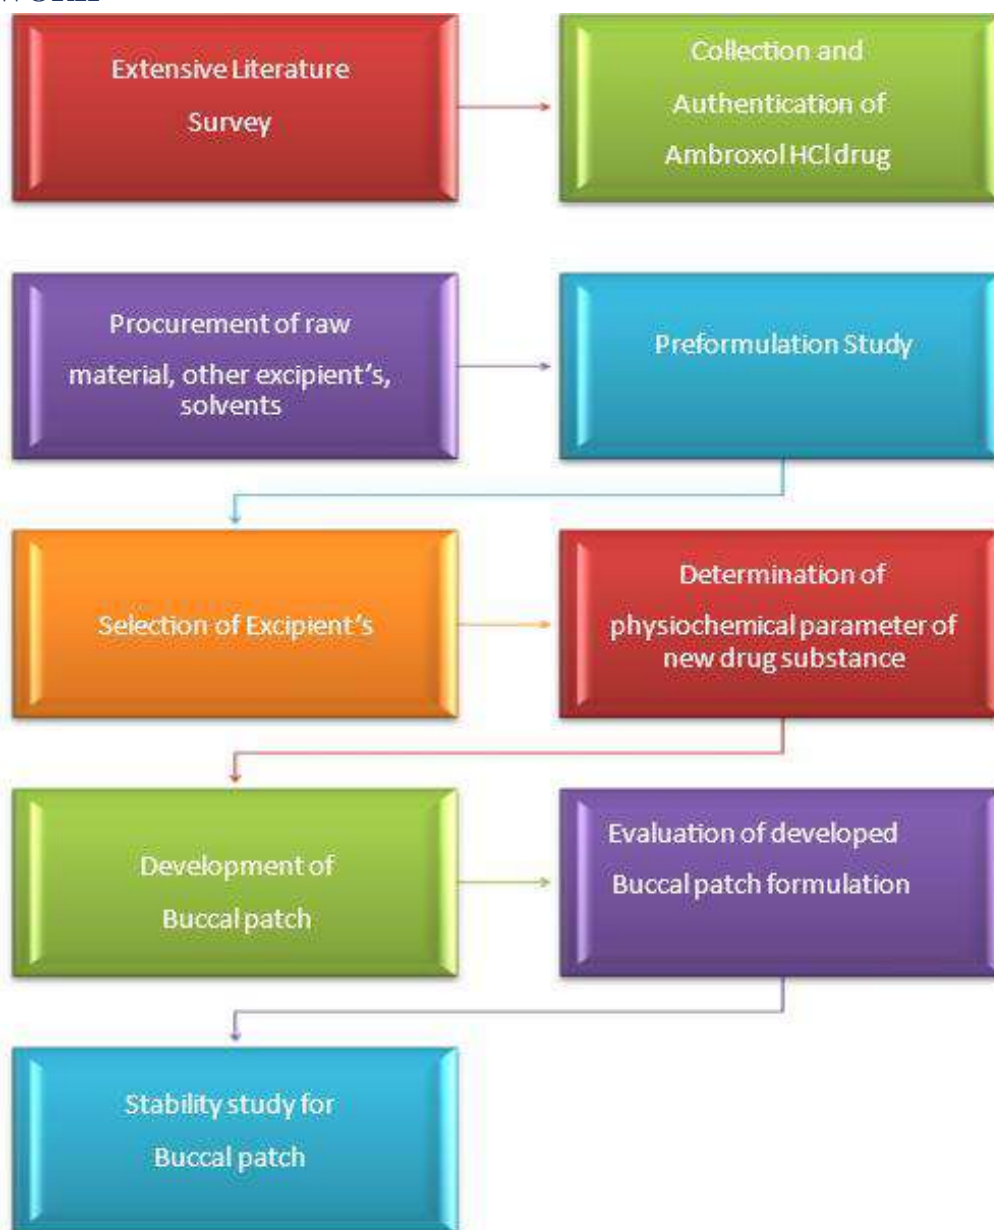 Extensive Literature
Survey
Collection and
Authentication of
Ambroxol HCl drug
Procurement of raw
material, other excipient's,
solvents
Preformulation Study
Selection of Excipient's
Determination of
physiochemical parameter of
new drug substance
Development of
Buccal patch
Evaluation of developed
Buccal patch formulation
Stability study for
Buccal patch